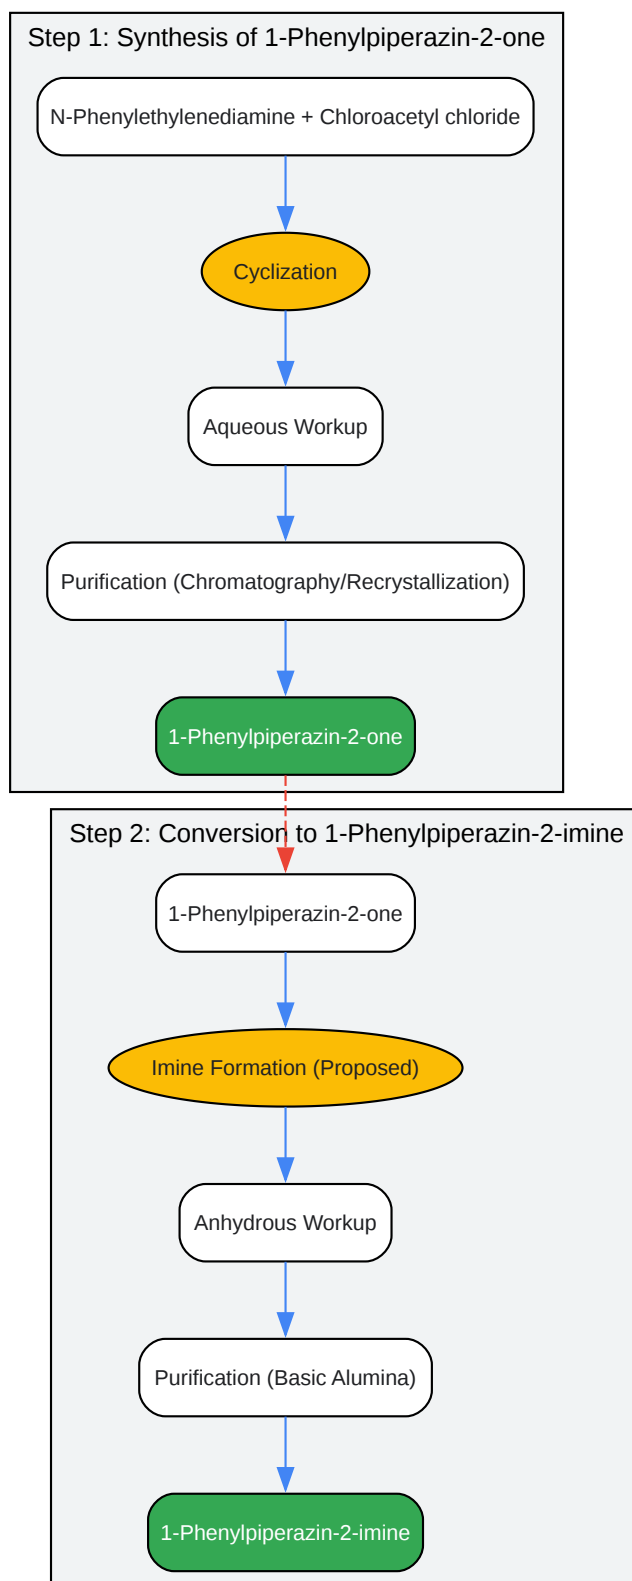 Step 1: Synthesis of 1-Phenylpiperazin-2-one
N-Phenylethylenediamine + Chloroacetyl chloride
Cyclization
Aqueous Workup
Purification (Chromatography/Recrystallization)
1-Phenylpiperazin-2-one
Step 2: Conversion to 1-Phenylpiperazin-2-imine
1-Phenylpiperazin-2-one
Imine Formation (Proposed)
Anhydrous Workup
Purification (Basic Alumina)
1-Phenylpiperazin-2-imine